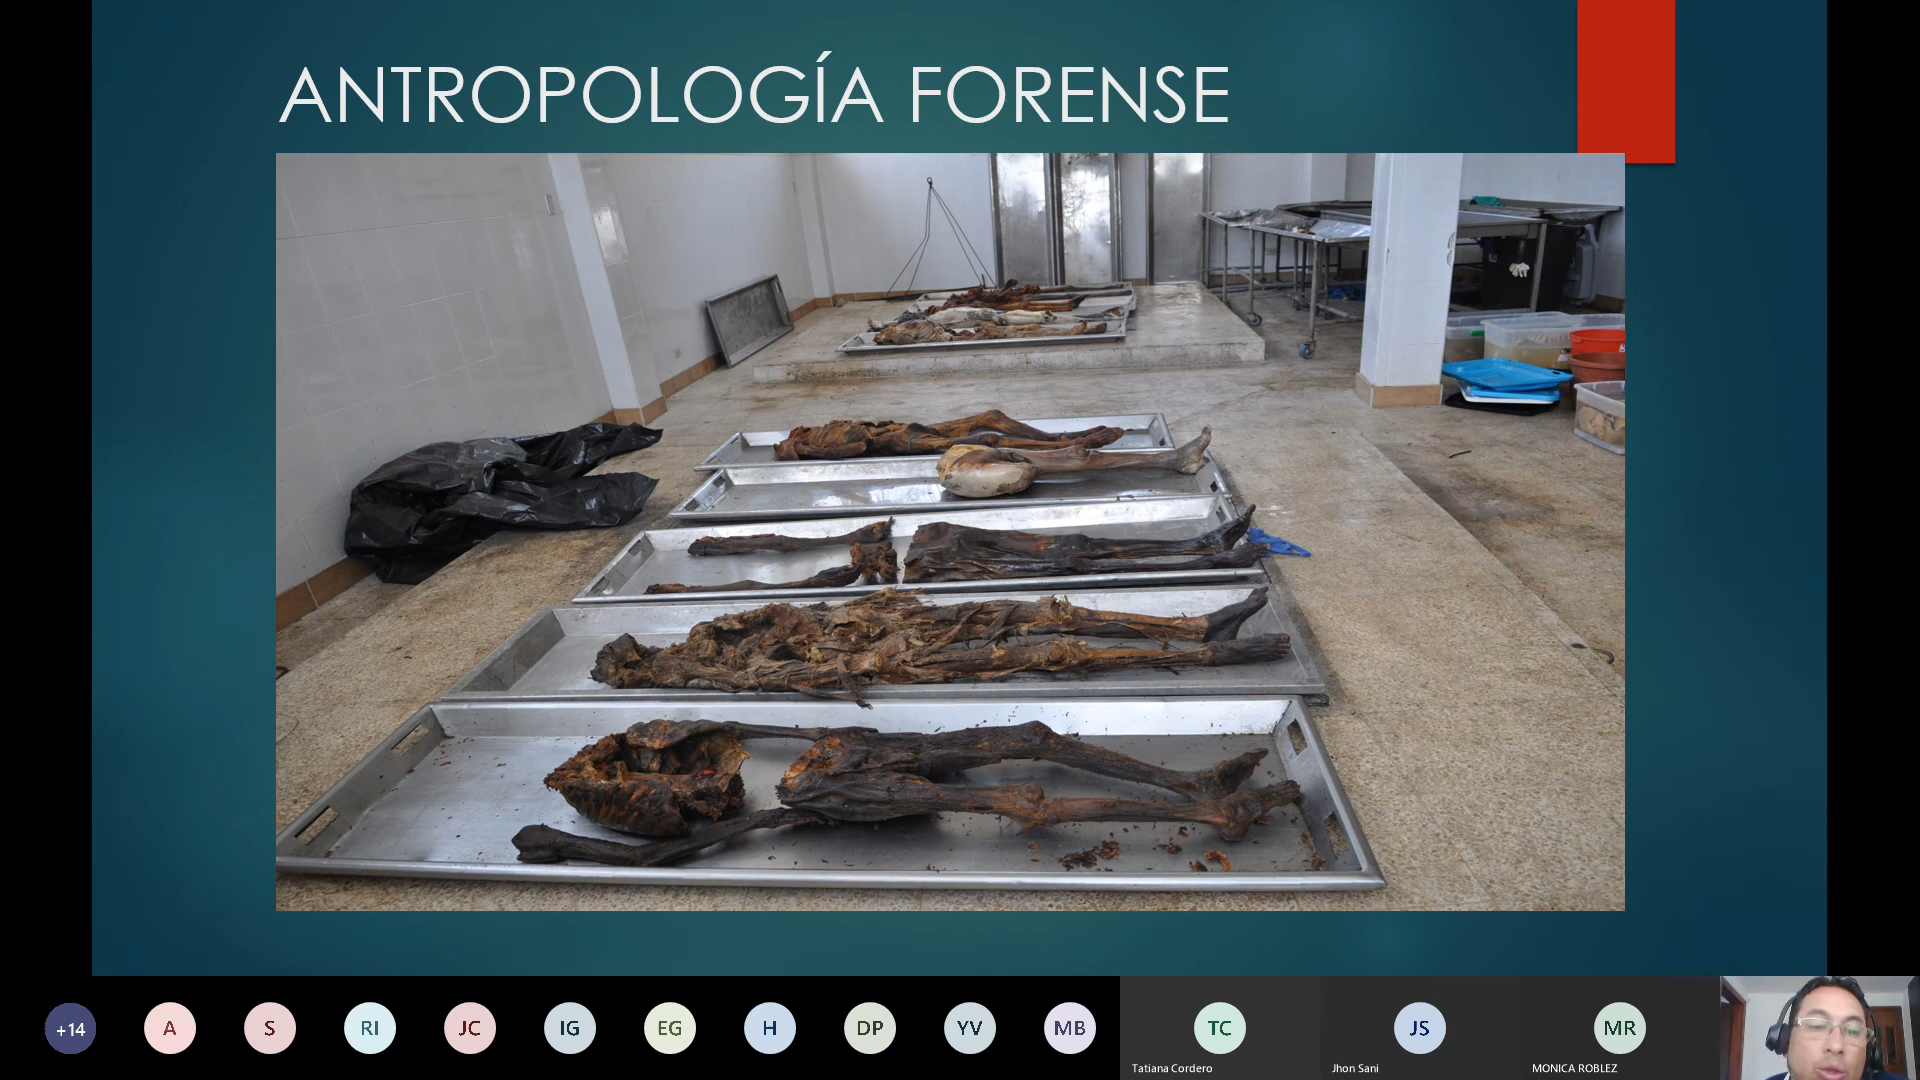 ANTROPOLOGÍA FORENSE
+14
A
S
RI
JC
IG
EG
H
DP
YV
MB
TC
JS
MR
Tatiana Cordero
Jhon Sani
MONICA ROBLEZ